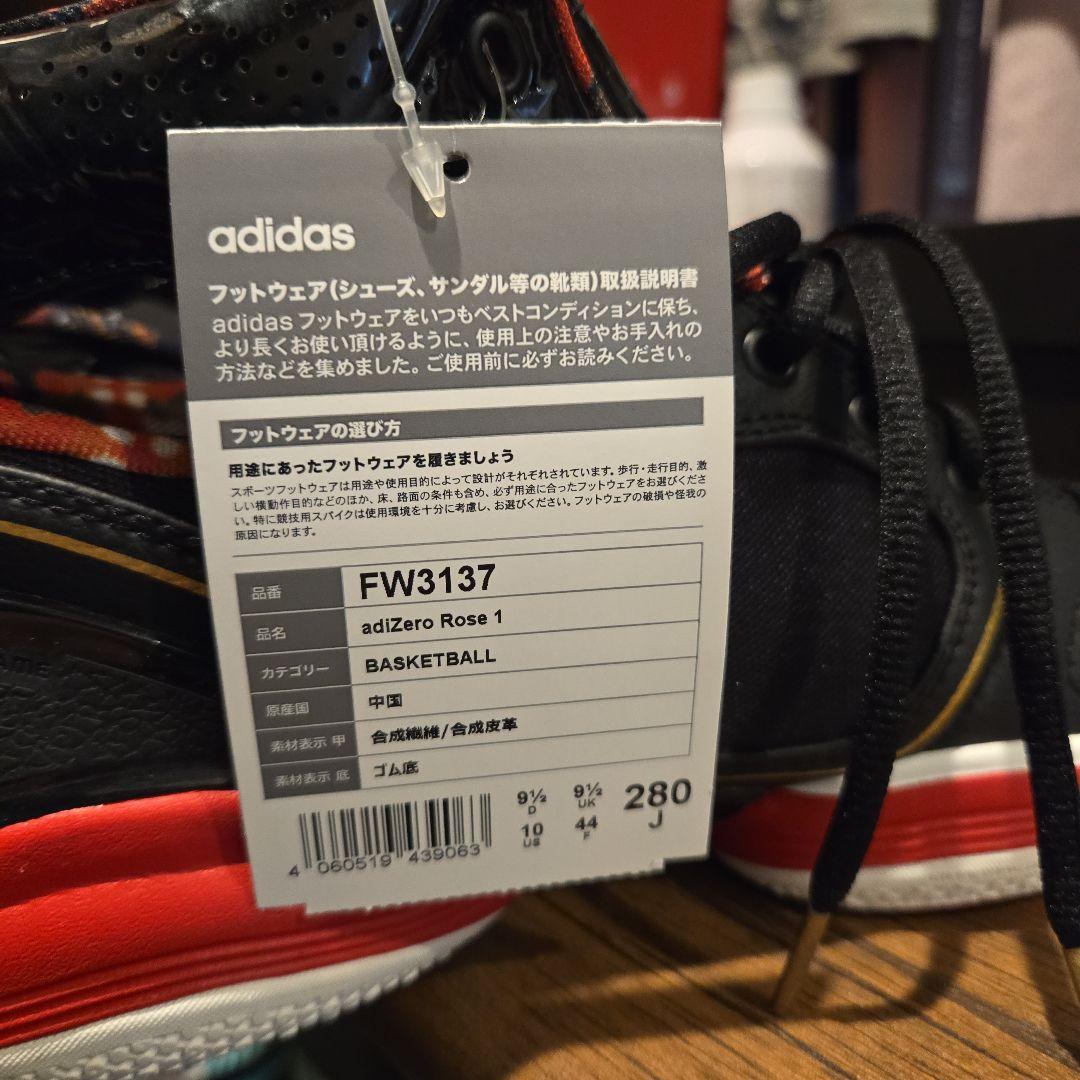 adidas
フットウェア(シューズ、サンダル等の靴類)取扱説明書
adidas フットウェアをいつもベストコンディションに保ち、
より長くお使い頂けるように、使用上の注意やお手入れの
方法などを集めました。ご使用前に必ずお読みください。
フットウェアの選び方
用途にあったフットウェアを履きましょう
スポーツフットウェアは用途や使用目的によって設計がそれぞれされています。歩行・走行目的、激
しい横動作目的などのほか、床、路面の条件も含め、必ず用途に合ったフットウェアをお選びくださ
い。特に競技用スパイクは使用環境を十分に考慮し、お選びください。フットウェアの破損や怪我の
原因になります。
品番 FW3137
品名 adiZero Rose 1
カテゴリー BASKETBALL
原産国 中国
素材表示 甲 合成繊維/合成皮革
素材表示 底 ゴム底
9½ D 9½ UK 280 J
10 US 44 F
4 060519 439063